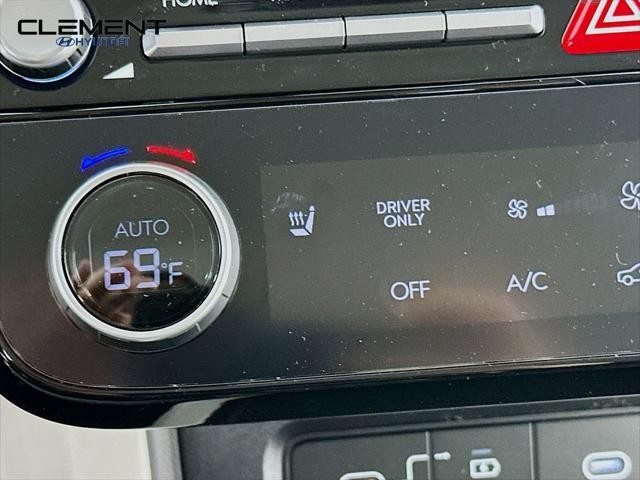 HOME
CLEMENT
HYUNDAI
AUTO
69°F
DRIVER
ONLY
OFF
A/C